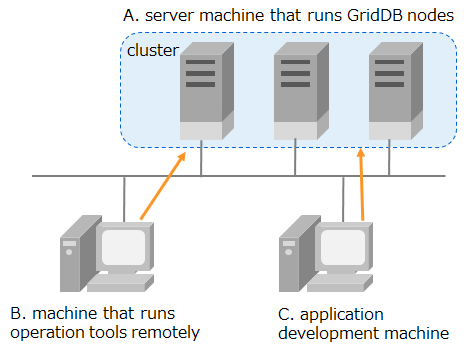 A. server machine that runs GridDB nodes
cluster
B. machine that runs
operation tools remotely
C. application
development machine